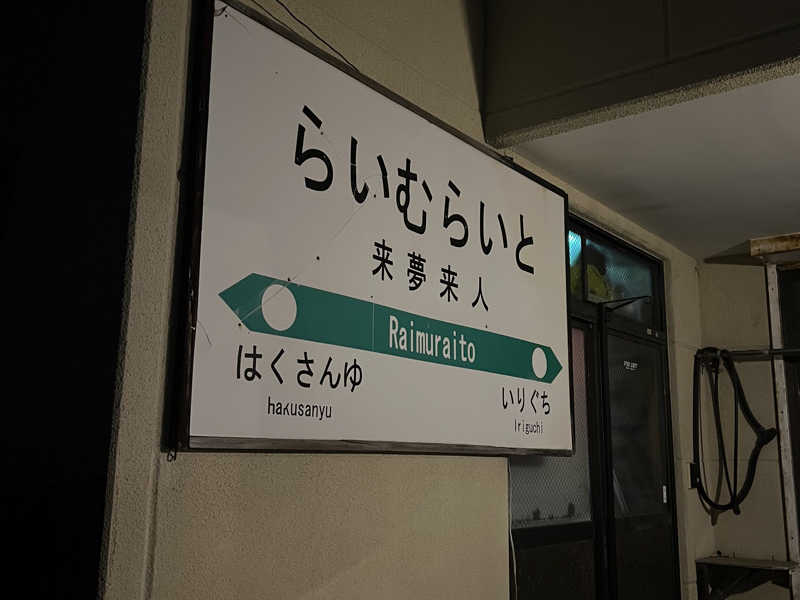 らいむらいと
来夢来人
Raimuraito
はくさんゆ
hakusanyu
いりぐち
Iriguchi